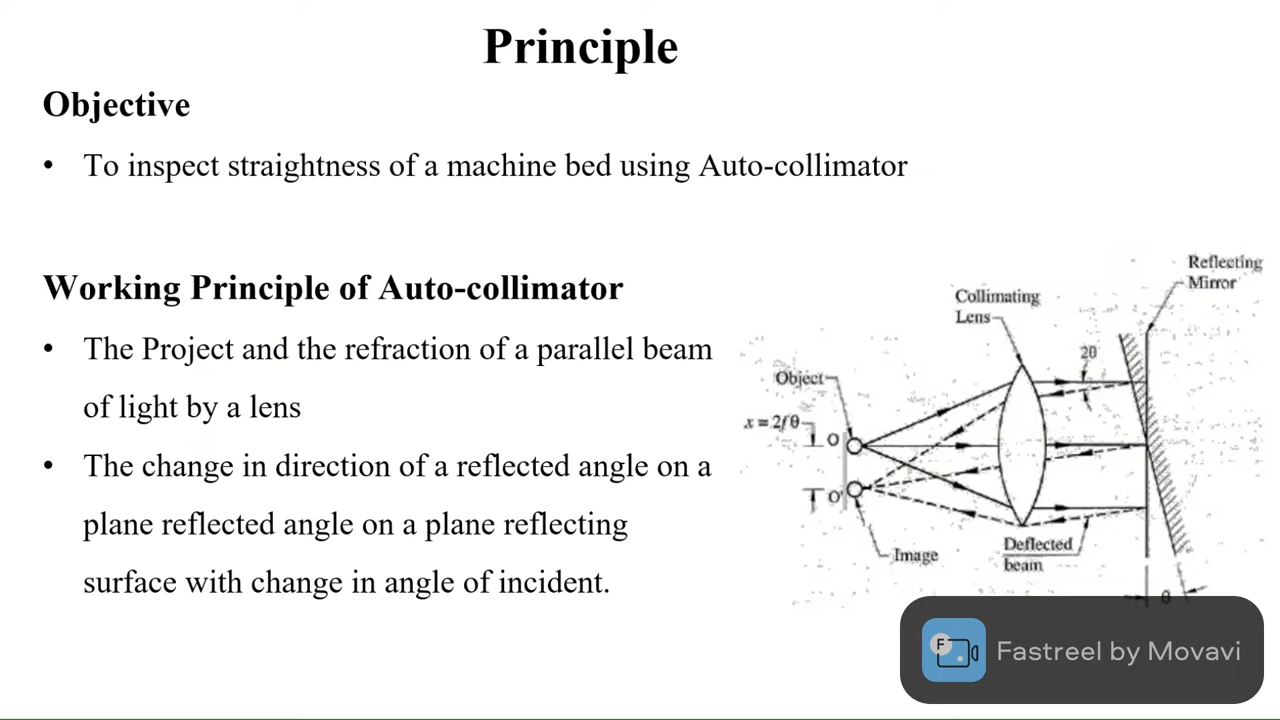 Principle
Objective
• To inspect straightness of a machine bed using Auto-collimator
Working Principle of Auto-collimator
• The Project and the refraction of a parallel beam
of light by a lens
• The change in direction of a reflected angle on a
plane reflected angle on a plane reflecting
surface with change in angle of incident.
Reflecting
Mirror
Collimating
Lens
2θ
Object
x = 2fθ
O
O'
Image
Deflected
beam
θ
F
Fastreel by Movavi